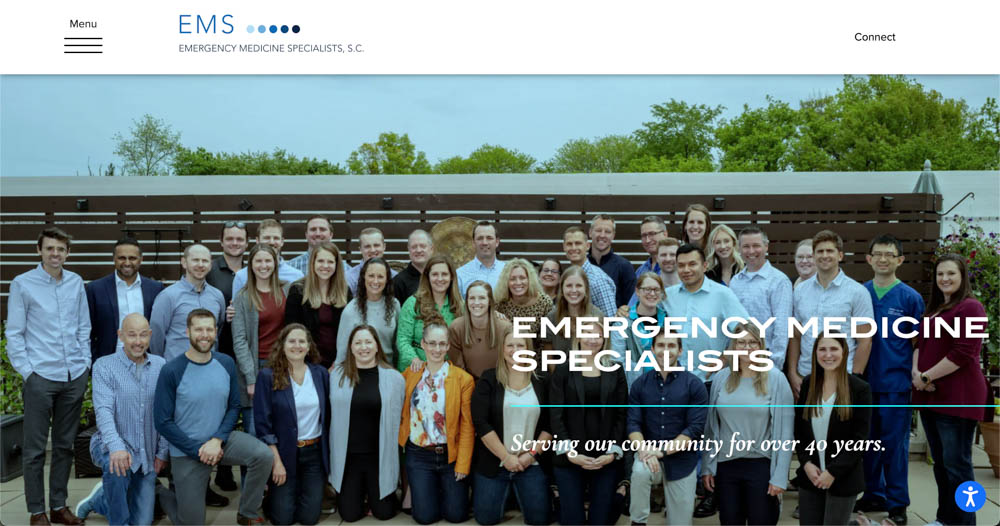 Menu
EMS
EMERGENCY MEDICINE SPECIALISTS, S.C.
Connect
EMERGENCY MEDICINE
SPECIALISTS
Serving our community for over 40 years.